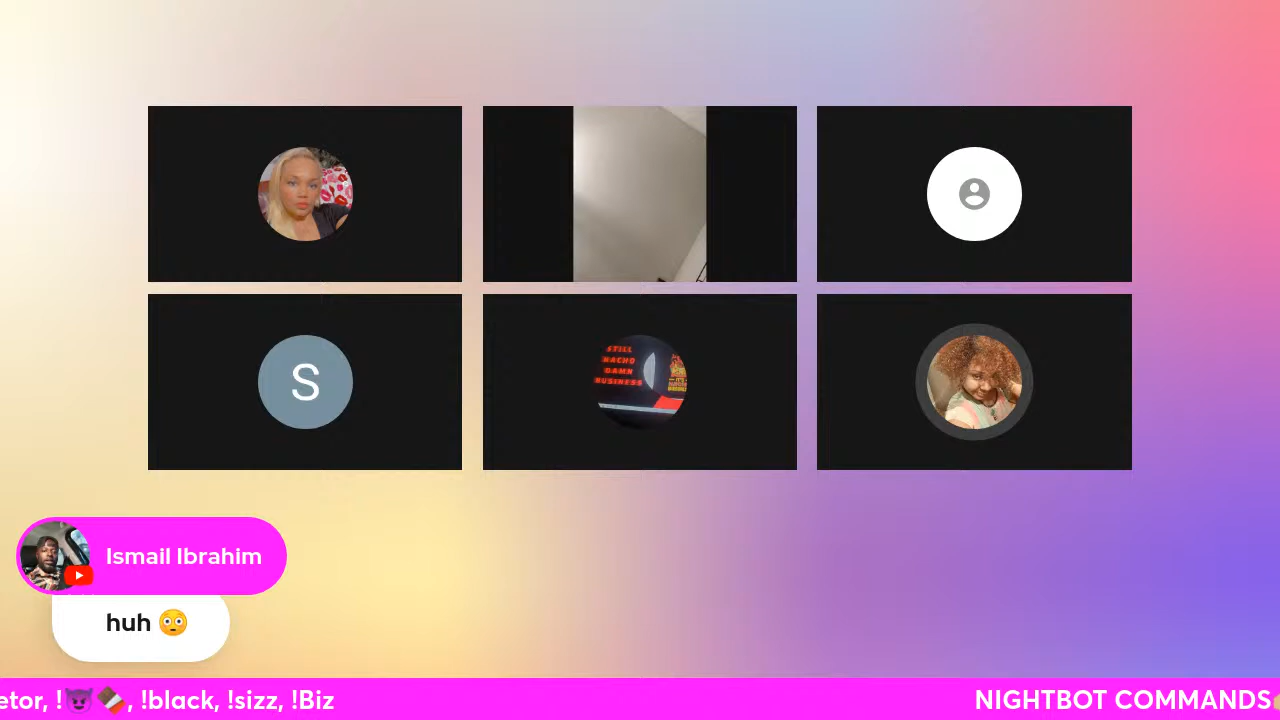 S
STILL
NACHO
DAMN
BUSINESS
Ismail Ibrahim
huh 😳
etor, !😈🍫, !black, !sizz, !Biz
NIGHTBOT COMMANDS